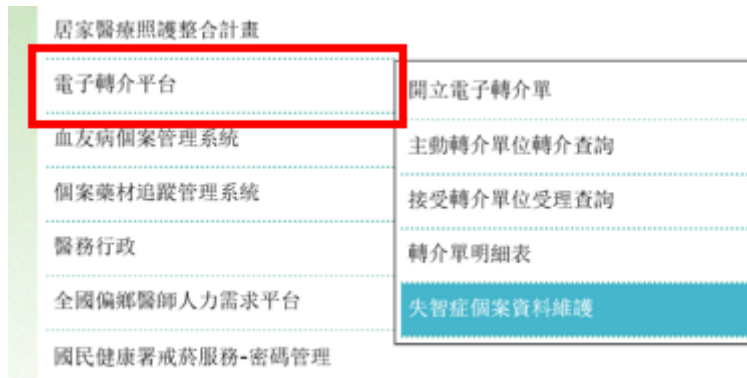 居家醫療照護整合計畫
電子轉介平台
血友病個案管理系統
個案藥材追蹤管理系統
醫務行政
全國偏鄉醫師人力需求平台
國民健康署戒菸服務-密碼管理
開立電子轉介單
主動轉介單位轉介查詢
接受轉介單位受理查詢
轉介單明細表
失智症個案資料維護